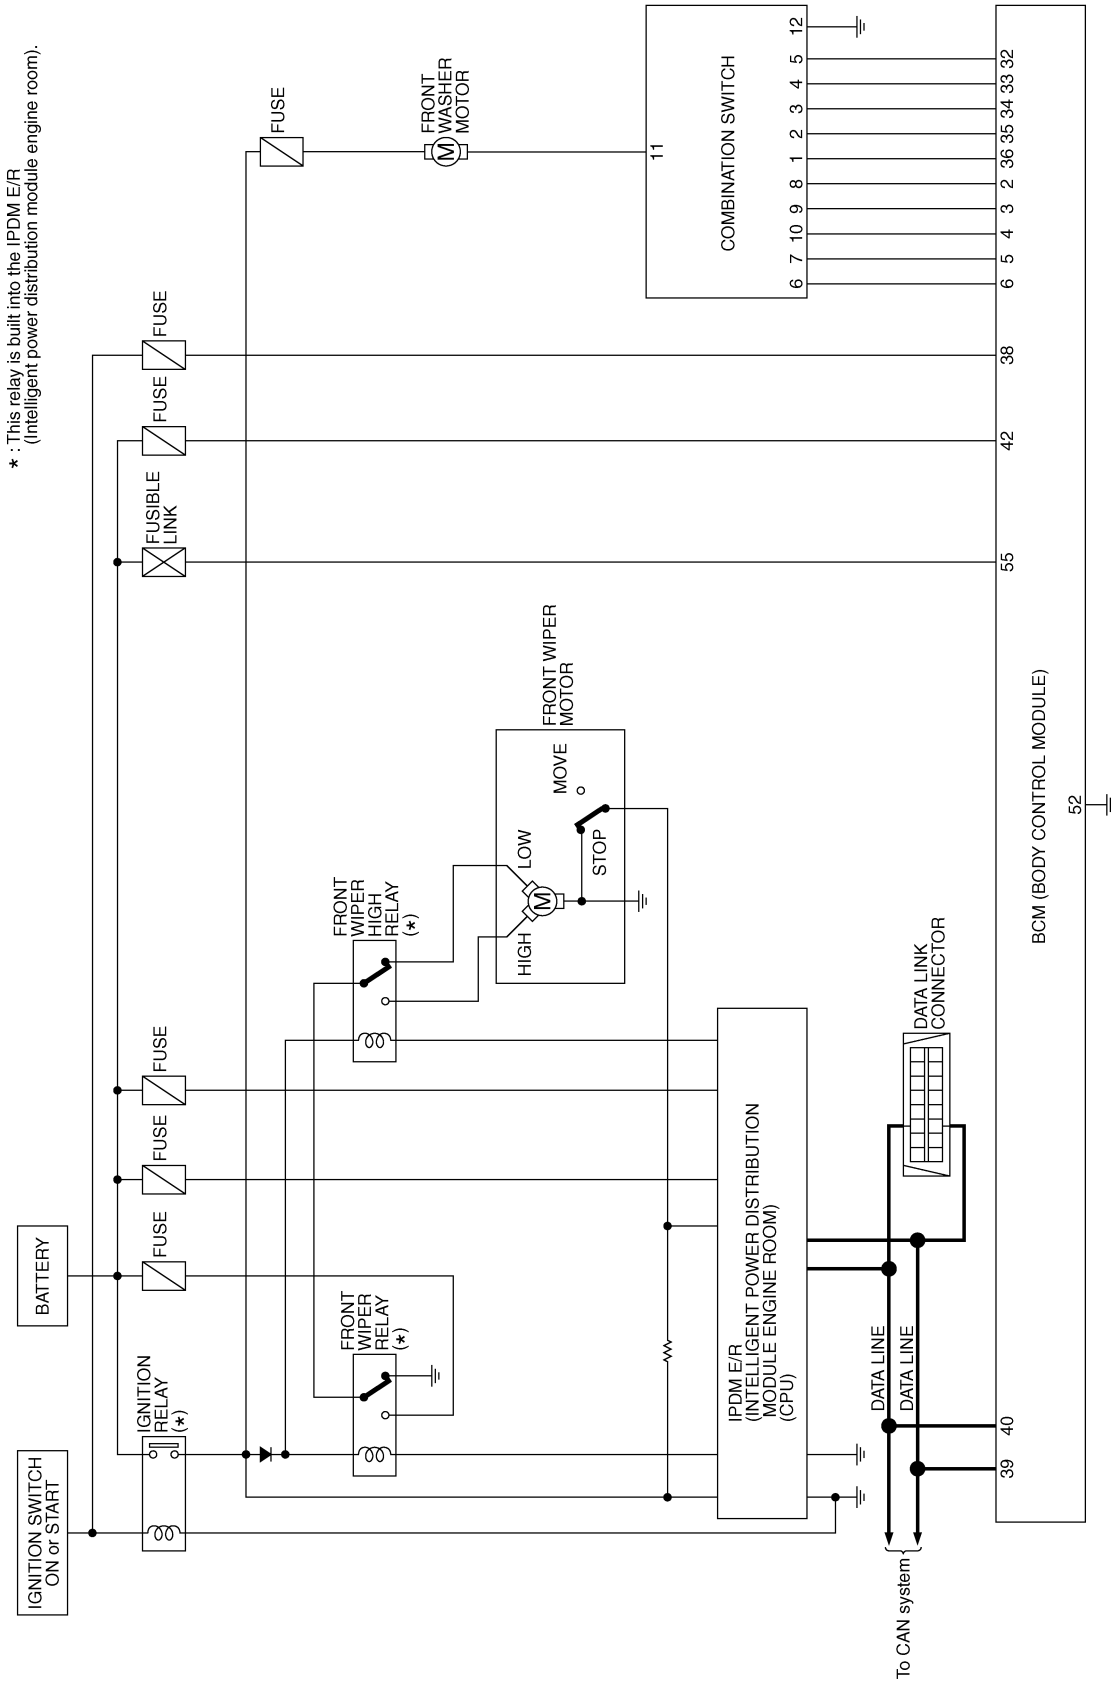 IGNITION SWITCH
ON or START
BATTERY
* : This relay is built into the IPDM E/R
(Intelligent power distribution module engine room).
IGNITION
RELAY
(*)
FUSE
FUSE
FUSE
FUSIBLE
LINK
FUSE
FUSE
FUSE
FRONT
WIPER
RELAY
(*)
FRONT
WIPER
HIGH
RELAY
(*)
FRONT
WASHER
MOTOR
M
FRONT WIPER
MOTOR
HIGH
LOW
M
MOVE
STOP
11
COMBINATION SWITCH
6
7
10
9
8
1
2
3
4
5
12
IPDM E/R
(INTELLIGENT POWER DISTRIBUTION
MODULE ENGINE ROOM)
(CPU)
DATA LINE
DATA LINE
DATA LINK
CONNECTOR
To CAN system
39
40
55
42
38
6
5
4
3
2
36
35
34
33
32
BCM (BODY CONTROL MODULE)
52